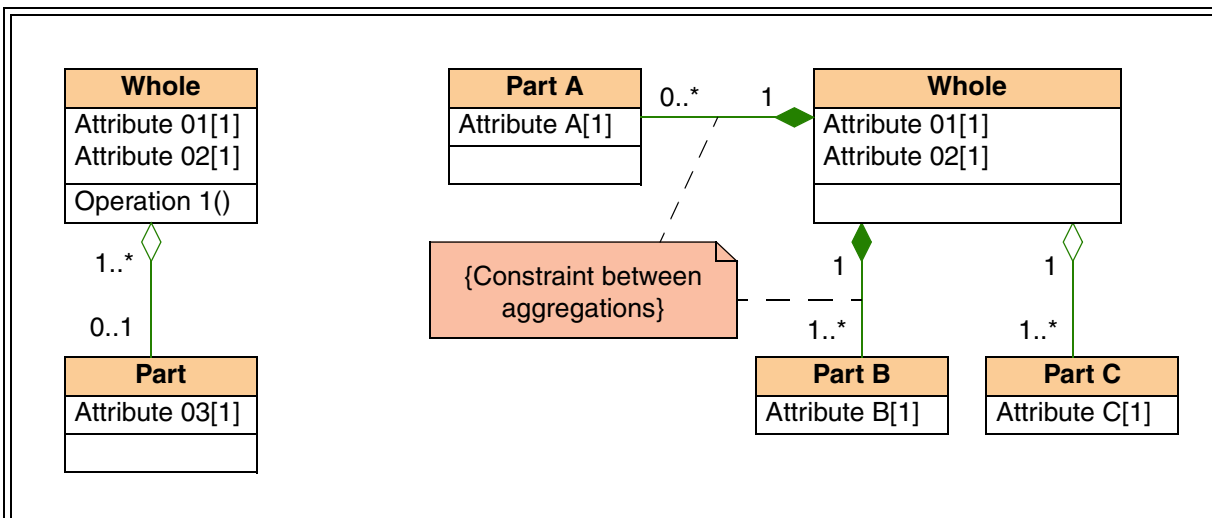 Whole
Attribute 01[1]
Attribute 02[1]
Operation 1()
1..*
0..1
Part
Attribute 03[1]
Part A
Attribute A[1]
0..*
1
Whole
Attribute 01[1]
Attribute 02[1]
{Constraint between
aggregations}
1
1..*
1
1..*
Part B
Attribute B[1]
Part C
Attribute C[1]